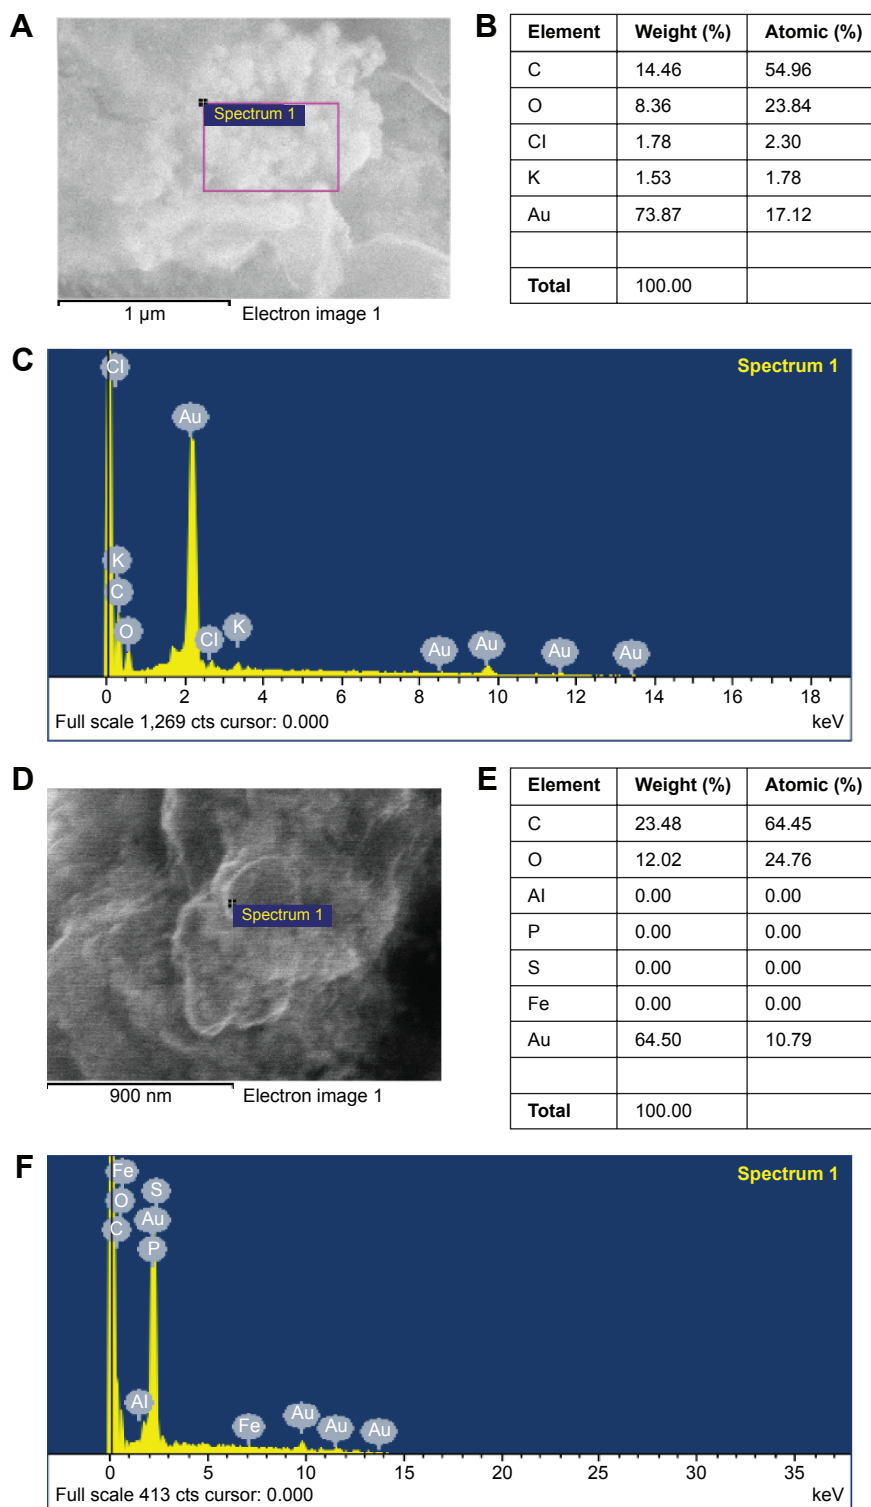 A
Spectrum 1
1 μm Electron image 1
B
Element Weight (%) Atomic (%)
C 14.46 54.96
O 8.36 23.84
Cl 1.78 2.30
K 1.53 1.78
Au 73.87 17.12
Total 100.00
C
Spectrum 1
Cl
Au
K
C
O
Cl
K
Au
Au
Au
Au
0 2 4 6 8 10 12 14 16 18
Full scale 1,269 cts cursor: 0.000 keV
D
Spectrum 1
900 nm Electron image 1
E
Element Weight (%) Atomic (%)
C 23.48 64.45
O 12.02 24.76
Al 0.00 0.00
P 0.00 0.00
S 0.00 0.00
Fe 0.00 0.00
Au 64.50 10.79
Total 100.00
F
Spectrum 1
Fe
S
O
Au
C
P
Al
Fe
Au
Au
Au
0 5 10 15 20 25 30 35
Full scale 413 cts cursor: 0.000 keV